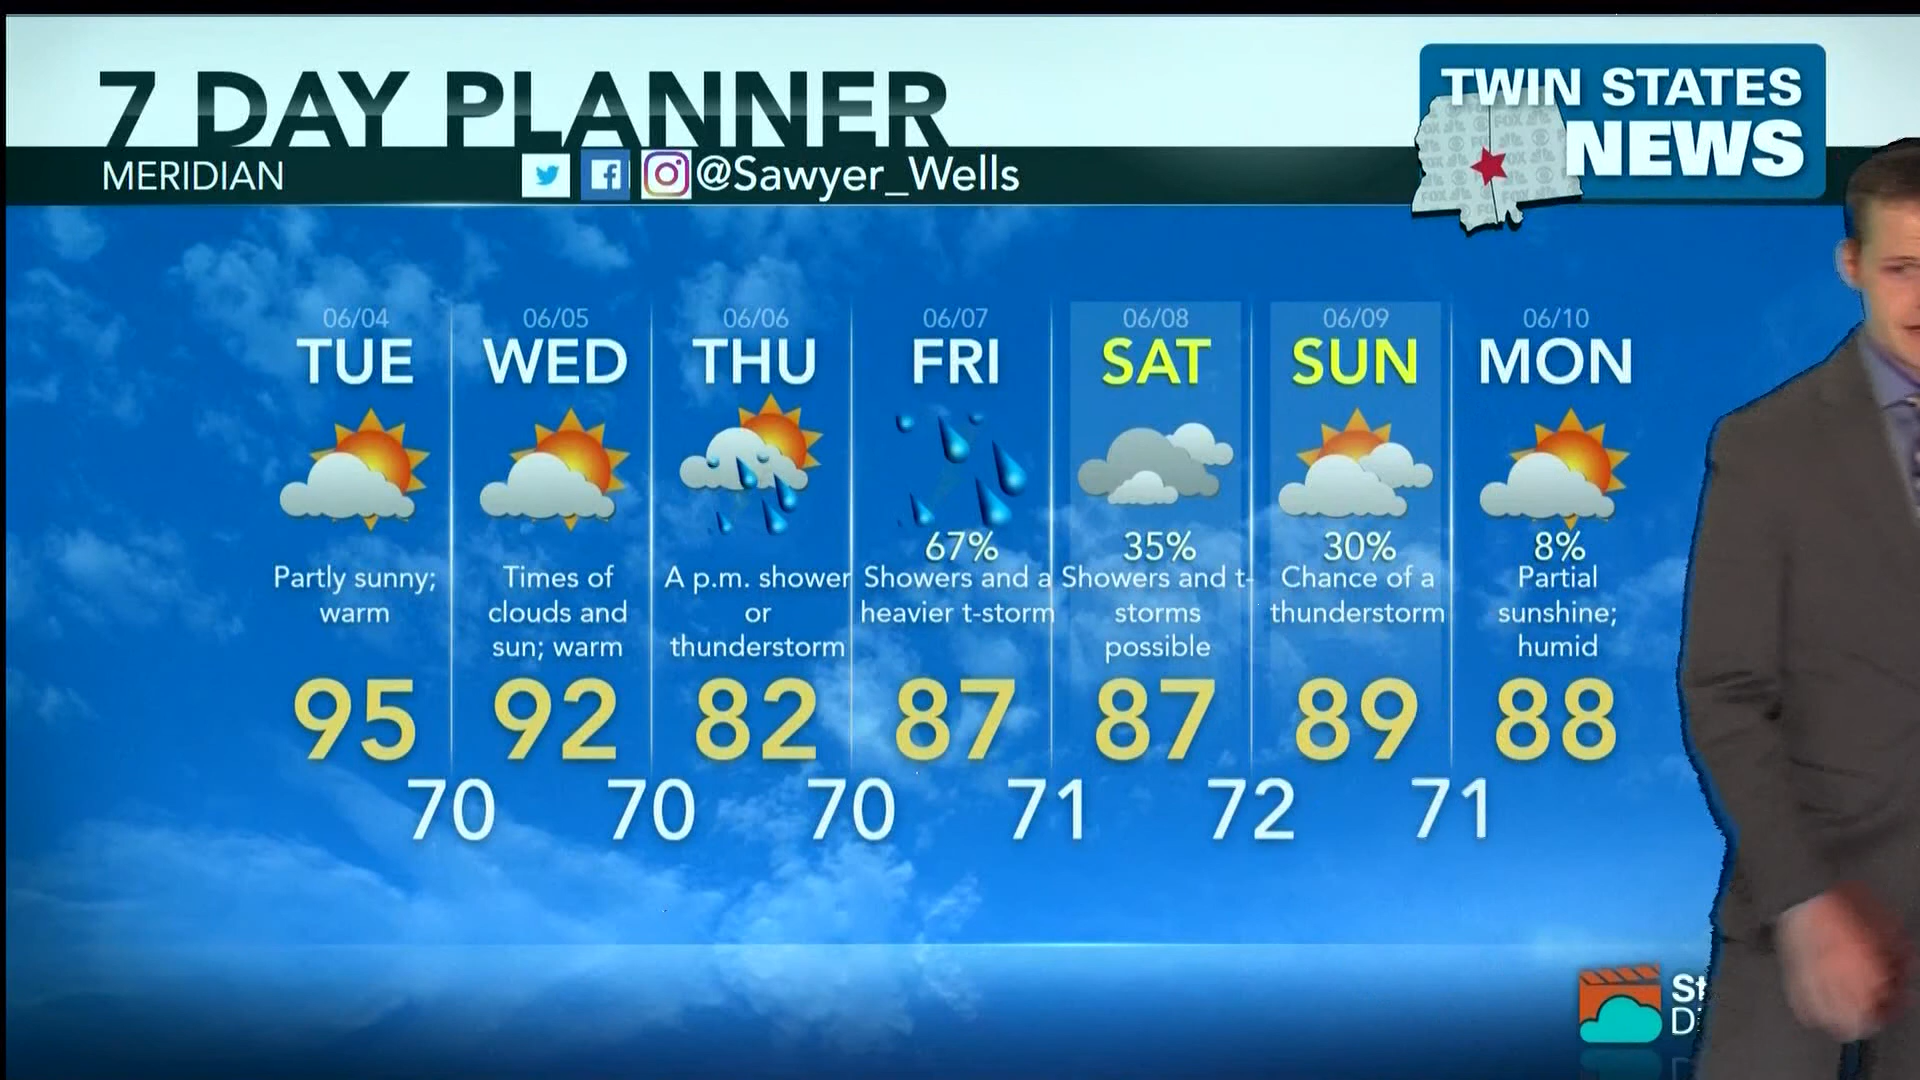 7 DAY PLANNER
MERIDIAN
@Sawyer_Wells
TWIN STATES
NEWS
06/04 06/05 06/06 06/07 06/08 06/09 06/10
TUE WED THU FRI SAT SUN MON
67% 35% 30% 8%
Partly sunny;
warm
Times of
clouds and
sun; warm
A p.m. shower
or
thunderstorm
Showers and a
heavier t-storm
Showers and t-
storms
possible
Chance of a
thunderstorm
Partial
sunshine;
humid
95 92 82 87 87 89 88
70 70 70 71 72 71